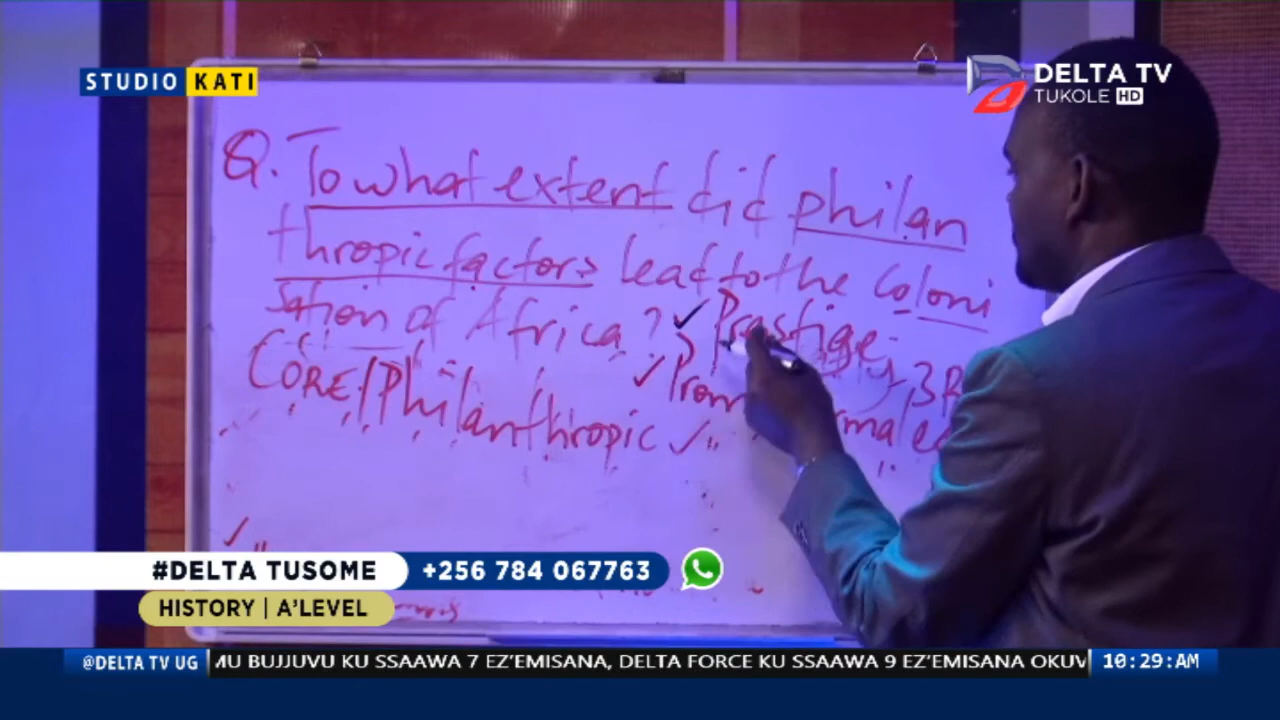 STUDIO KATI
DELTA TV
TUKOLE HD
Q. To what extent did philan
thropic factors lead to the Coloni
sation of Africa? ✓ Prestige
CORE/Philanthropic ✓"
✓ Prom
3R
#DELTA TUSOME
+256 784 067763
HISTORY | A'LEVEL
@DELTA TV UG
MU BUJJUVU KU SSAAWA 7 EZ'EMISANA, DELTA FORCE KU SSAAWA 9 EZ'EMISANA OKUV
10:29:AM